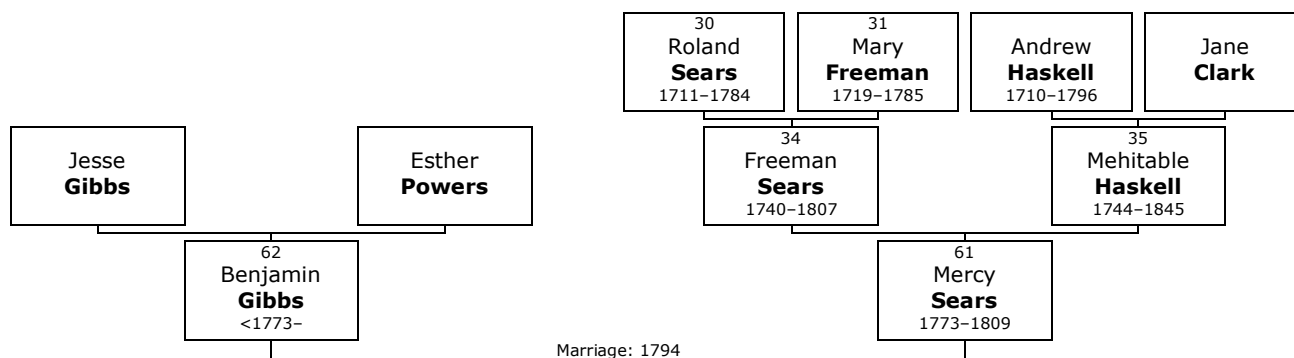 30
Roland
Sears
1711–1784
31
Mary
Freeman
1719–1785
Andrew
Haskell
1710–1796
Jane
Clark
Jesse
Gibbs
Esther
Powers
34
Freeman
Sears
1740–1807
35
Mehitable
Haskell
1744–1845
62
Benjamin
Gibbs
<1773–
61
Mercy
Sears
1773–1809
Marriage: 1794